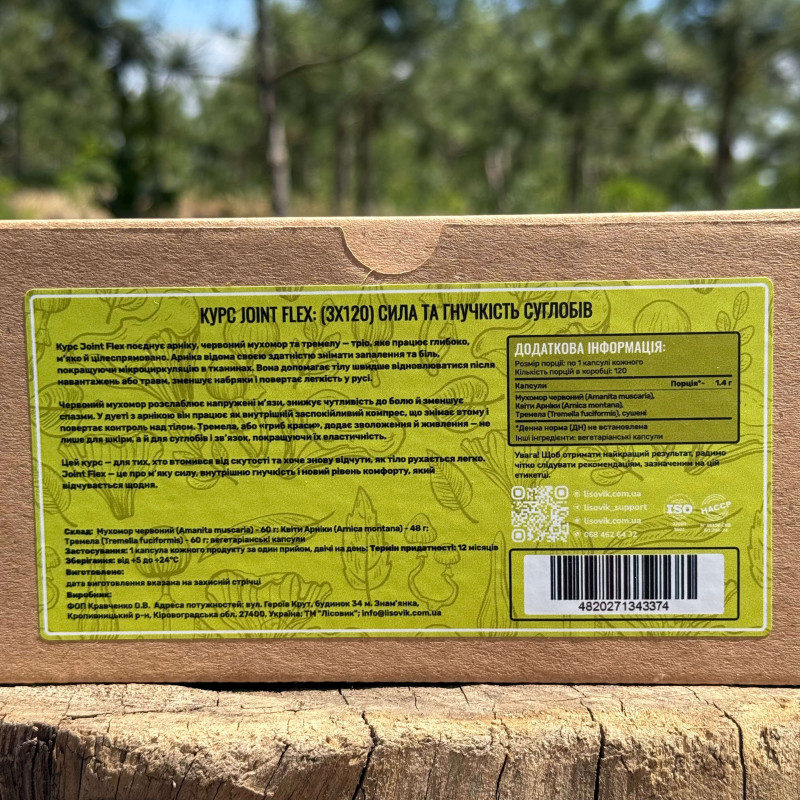 КУРС JOINT FLEX: (3Х120) СИЛА ТА ГНУЧКІСТЬ СУГЛОБІВ
Курс Joint Flex поєднує арніку, червоний мухомор та тремелу — тріо, яке працює глибоко,
м'яко й цілеспрямовано. Арніка відома своєю здатністю знімати запалення та біль,
покращуючи мікроциркуляцію в тканинах. Вона допомагає тілу швидше відновлюватися після
навантажень або травм, зменшує набряки і повертає легкість у русі.
Червоний мухомор розслаблює напружені м'язи, знижує чутливість до болю й зменшує
спазми. У дуеті з арнікою він працює як внутрішній заспокійливий компрес, що знімає втому і
повертає контроль над тілом. Тремела, або «гриб краси», додає зволоження й живлення — не
лише для шкіри, а й для суглобів і зв'язок, покращуючи їх еластичність.
Цей курс — для тих, хто втомився від скутості та хоче знову відчути, як тіло рухається легко.
Joint Flex — це про м'яку силу, внутрішню гнучкість і новий рівень комфорту, який
відчувається щодня.
Склад: Мухомор червоний (Amanita muscaria) - 60 г; Квіти Арніки (Arnica montana) - 48 г;
Тремела (Tremella fuciformis) - 60 г; вегетаріанські капсули
Застосування: 1 капсула кожного продукту за один прийом, двічі на день; Термін придатності: 12 місяців
Зберігання: від +5 до +24°C
Виготовлено:
дата виготовлення вказана на захисній стрічці
Виробник:
ФОП Кравченко D.В. Адреса потужностей: вул. Героїв Крут, будинок 34 м. Знам'янка,
Кропивницький р-н, Кіровоградська обл. 27400, Україна; ТМ "Лісовик"; info@lisovik.com.ua
ДОДАТКОВА ІНФОРМАЦІЯ:
Розмір порції: по 1 капсулі кожного
Кількість порцій в коробці: 120
Капсули Порція*- 1.4 г
Мухомор червоний (Amanita muscaria),
Квіти Арніки (Arnica montana),
Тремела (Tremella fuciformis), сушені
*Денна норма (ДН) не встановлена
Інші інгредієнти: вегетаріанські капсули
Увага! Щоб отримати найкращий результат, радимо
чітко слідувати рекомендаціям, зазначеним на цій
етикетці.
lisovik.com.ua
lisovik_support
lisovik.com.ua
068 462 64 32
ISO
HACCP
4820271343374